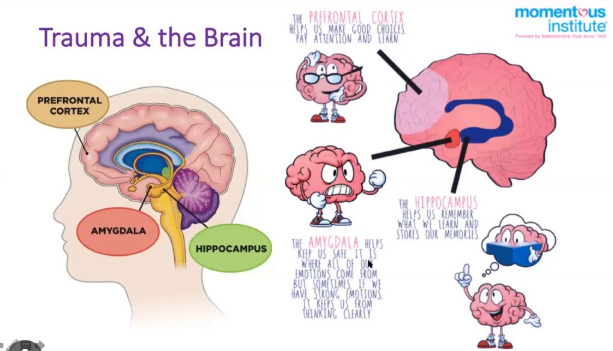 Trauma & the Brain
PREFRONTAL
CORTEX
AMYGDALA
HIPPOCAMPUS
THE PREFRONTAL CORTEX
HELPS US MAKE GOOD CHOICES,
PAY ATTENTION AND LEARN
momentous
institute
Powered by Salesmanship Club since 1920
THE AMYGDALA HELPS
KEEP US SAFE IT IS
WHERE ALL OF OUR
EMOTIONS COME FROM
BUT SOMETIMES, IF WE
HAVE STRONG EMOTIONS,
IT KEEPS US FROM
THINKING CLEARLY
THE HIPPOCAMPUS
HELPS US REMEMBER
WHAT WE LEARN AND
STORES OUR MEMORIES